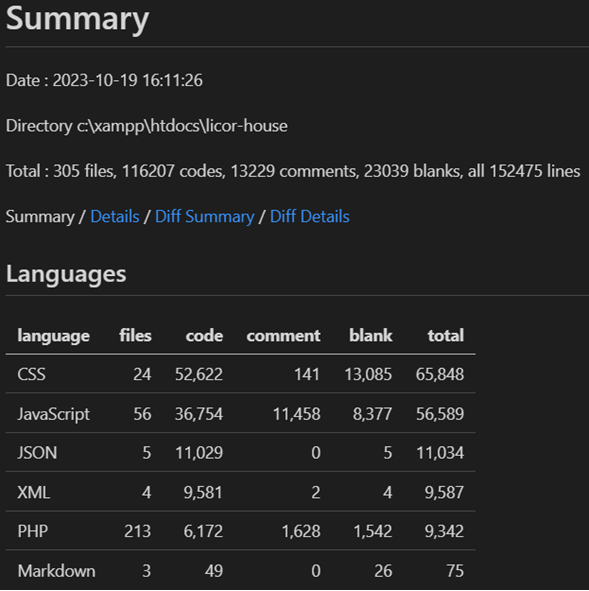 Summary
Date : 2023-10-19 16:11:26
Directory c:\xampp\htdocs\licor-house
Total : 305 files, 116207 codes, 13229 comments, 23039 blanks, all 152475 lines
Summary / Details / Diff Summary / Diff Details
Languages
language files code comment blank total
CSS 24 52,622 141 13,085 65,848
JavaScript 56 36,754 11,458 8,377 56,589
JSON 5 11,029 0 5 11,034
XML 4 9,581 2 4 9,587
PHP 213 6,172 1,628 1,542 9,342
Markdown 3 49 0 26 75